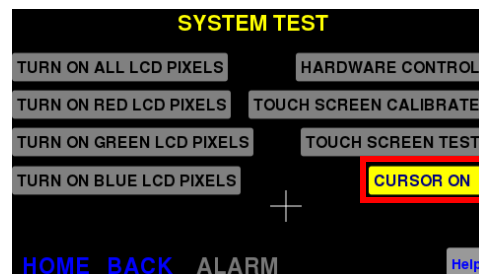 SYSTEM TEST
TURN ON ALL LCD PIXELS
HARDWARE CONTROL
TURN ON RED LCD PIXELS
TOUCH SCREEN CALIBRATE
TURN ON GREEN LCD PIXELS
TOUCH SCREEN TEST
TURN ON BLUE LCD PIXELS
CURSOR ON
HOME BACK ALARM
Help